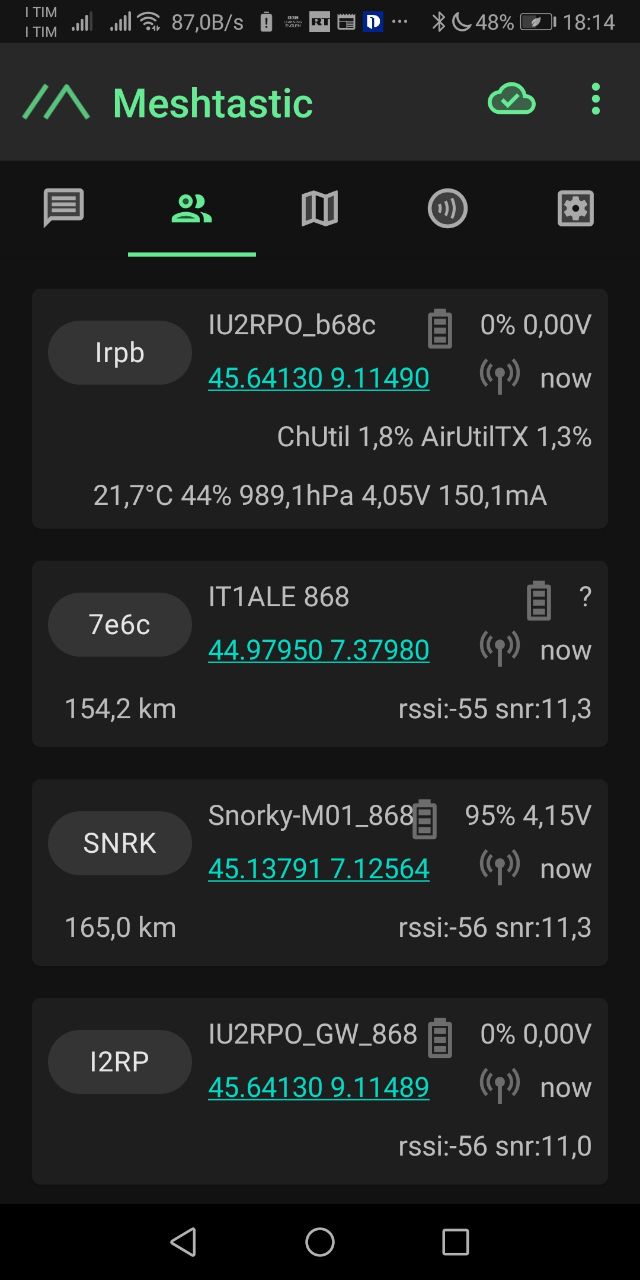 I TIM
I TIM
87,0B/s RT 48% 18:14
Meshtastic
Irpb IU2RPO_b68c 0% 0,00V
45.64130 9.11490 now
ChUtil 1,8% AirUtilTX 1,3%
21,7°C 44% 989,1hPa 4,05V 150,1mA
7e6c IT1ALE 868 ?
44.97950 7.37980 now
154,2 km rssi:-55 snr:11,3
SNRK Snorky-M01_868 95% 4,15V
45.13791 7.12564 now
165,0 km rssi:-56 snr:11,3
I2RP IU2RPO_GW_868 0% 0,00V
45.64130 9.11489 now
rssi:-56 snr:11,0